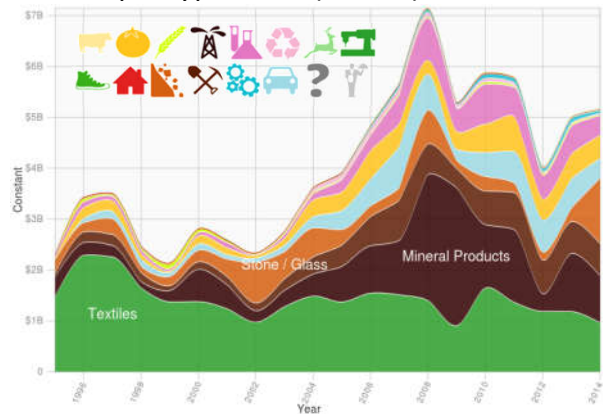 $7B
$6B
$5B
$4B
$3B
$2B
$1B
0
Constant
Textiles
Stone / Glass
Mineral Products
?
1996
1998
2000
2002
2004
2006
2008
2010
2012
2014
Year